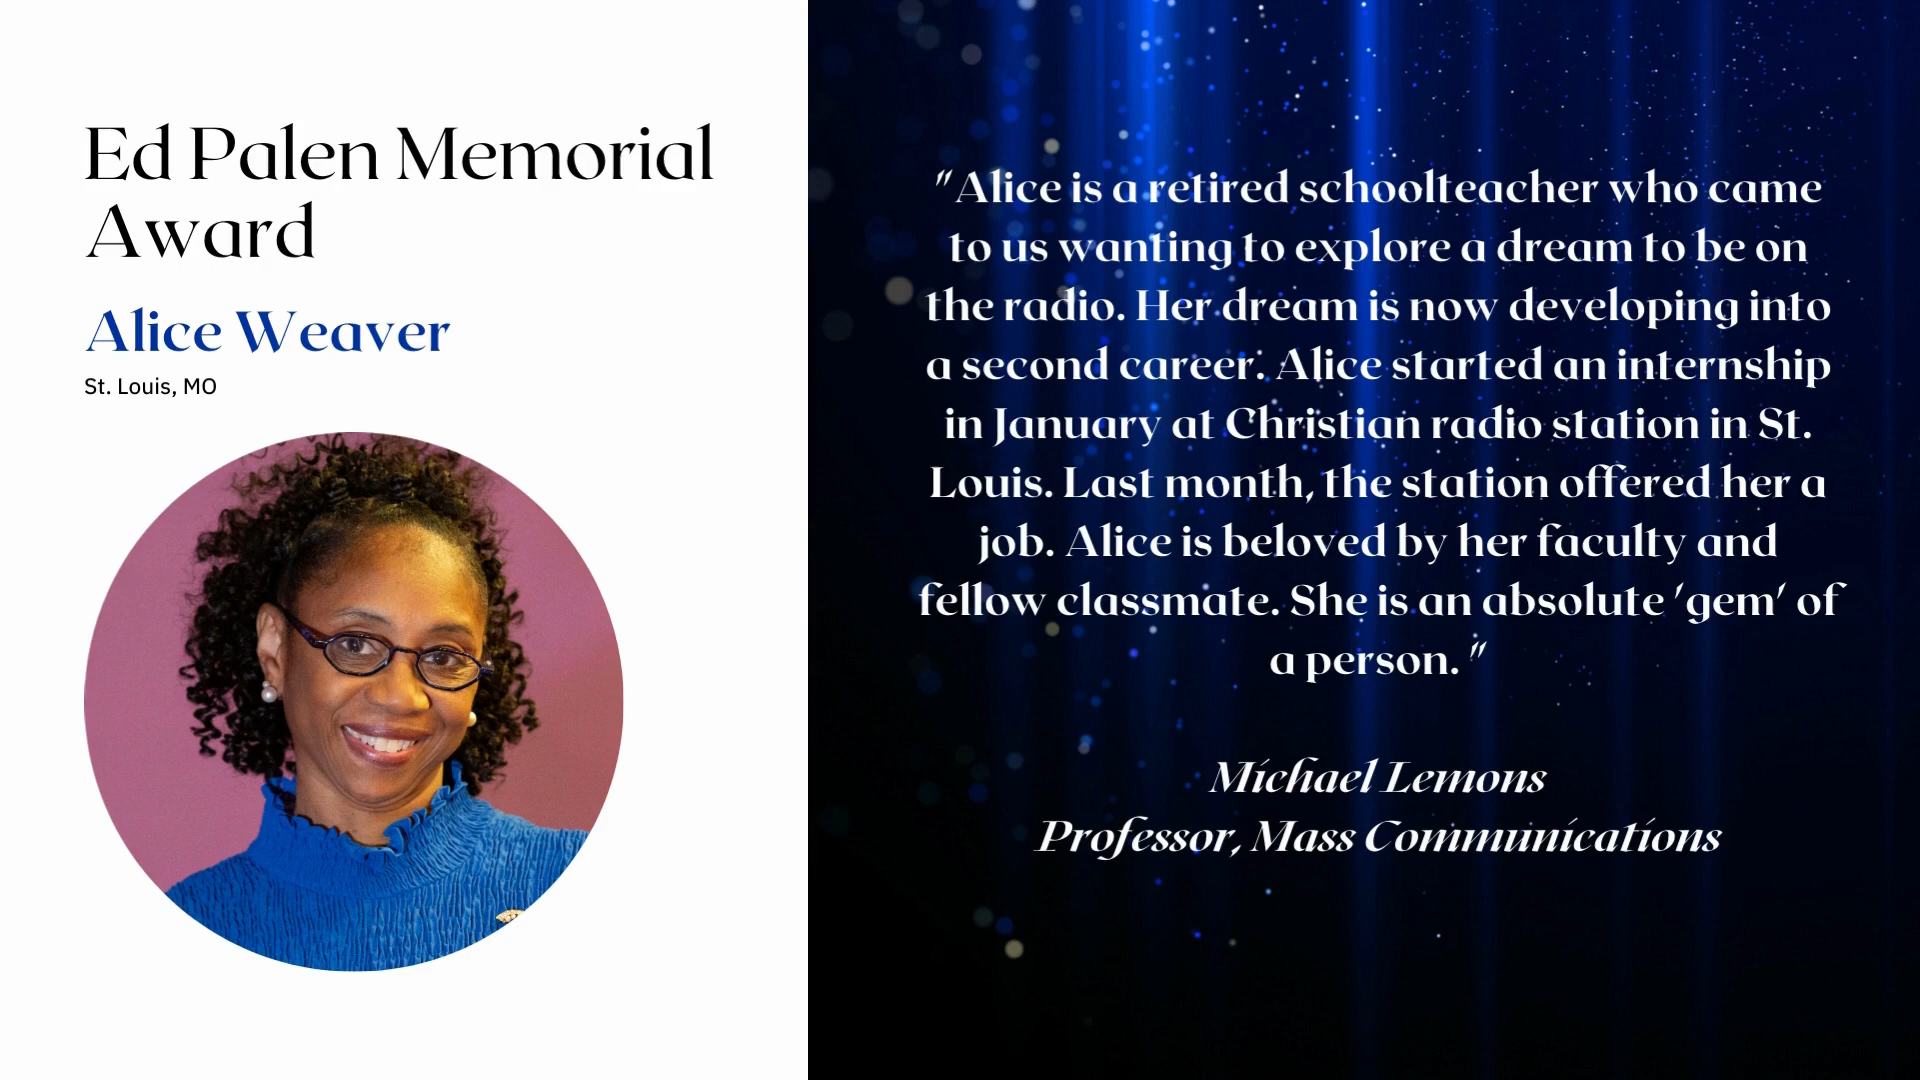 Ed Palen Memorial
Award
Alice Weaver
St. Louis, MO
"Alice is a retired schoolteacher who came
to us wanting to explore a dream to be on
the radio. Her dream is now developing into
a second career. Alice started an internship
in January at Christian radio station in St.
Louis. Last month, the station offered her a
job. Alice is beloved by her faculty and
fellow classmate. She is an absolute 'gem' of
a person."
Michael Lemons
Professor, Mass Communications